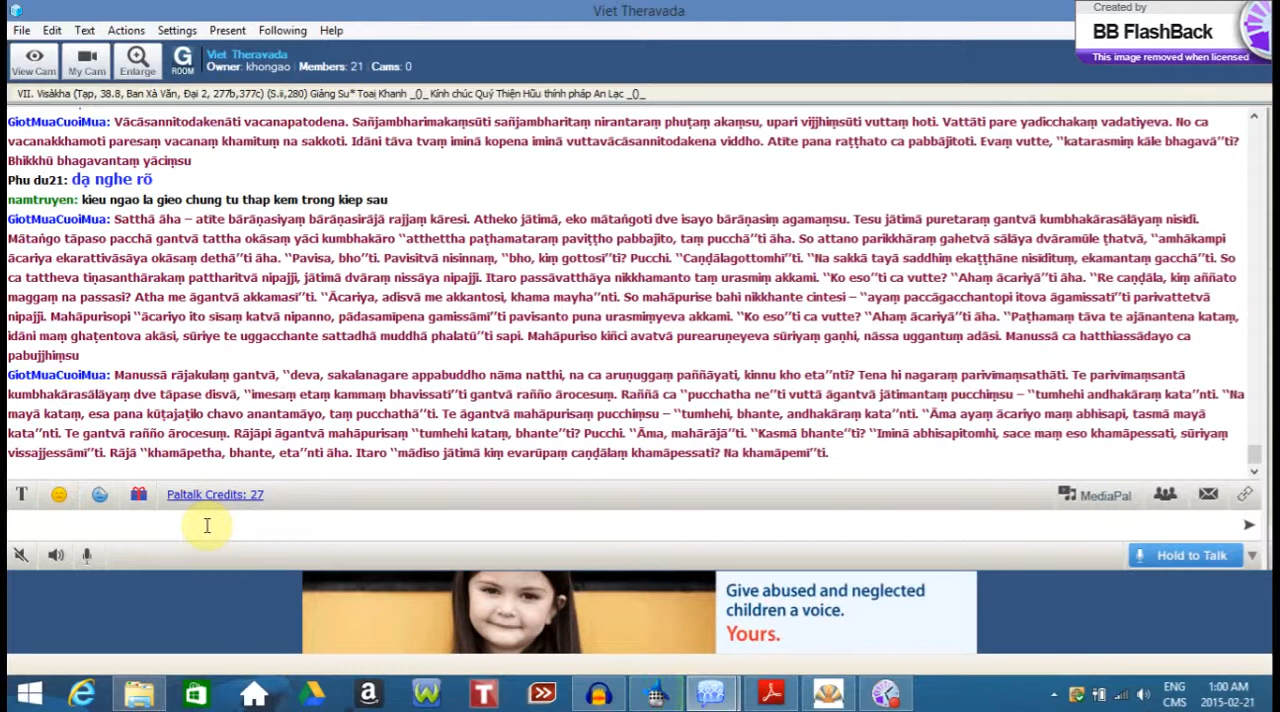 Viet Theravada
Created by
BB FlashBack
This image removed when licensed
File Edit Text Actions Settings Present Following Help
View Cam My Cam Enlarge G ROOM
Viet Theravada
Owner: khongao Members: 21 Cams: 0
VII. Visàkha (Tạp, 38.8, Ban Xà Văn, Đại 2, 277b,377c) (S.ii,280) Giảng Sư* Toại Khanh _()_ Kính chúc Quý Thiện Hữu thính pháp An Lạc _()_
GiotMuaCuoiMua: Vācāsannitodakenāti vacanapatodena. Sañjambharimakaṃsūti sañjambharitaṃ nirantaraṃ phuṭaṃ akaṃsu, upari vijjhiṃsūti vuttaṃ hoti. Vattāti pare yadicchakaṃ vadatiyeva. No ca
vacanakkhamoti paresaṃ vacanaṃ khamituṃ na sakkoti. Idāni tāva tvaṃ iminā kopena iminā vuttavācāsannitodakena viddho. Atīte pana raṭṭhato ca pabbājitoti. Evaṃ vutte, ‘‘katarasmiṃ kāle bhagavā’’ti?
Bhikkhū bhagavantaṃ yāciṃsu
Phu du21: dạ nghe rõ
namtruyen: kieu ngao la gieo chung tu thap kem trong kiep sau
GiotMuaCuoiMua: Satthā āha – atīte bārāṇasiyaṃ bārāṇasirājā rajjaṃ kāresi. Atheko jātimā, eko mātaṅgoti dve isayo bārāṇasiṃ agamaṃsu. Tesu jātimā puretaraṃ gantvā kumbhakārasālāyaṃ nisīdi.
Mātaṅgo tāpaso pacchā gantvā tattha okāsaṃ yāci kumbhakāro ‘‘atthettha paṭhamataraṃ paviṭṭho pabbajito, taṃ pucchā’’ti āha. So attano parikkhāraṃ gahetvā sālāya dvāramūle ṭhatvā, ‘‘amhākampi
ācariya ekarattivāsāya okāsaṃ dethā’’ti āha. ‘‘Pavisa, bho’’ti. Pavisitvā nisinnaṃ, ‘‘bho, kiṃ gottosī’’ti? Pucchi. ‘‘Caṇḍālagottomhī’’ti. ‘‘Na sakkā tayā saddhiṃ ekaṭṭhāne nisīdituṃ, ekamantaṃ gacchā’’ti. So
ca tattheva tiṇasanthārakaṃ pattharitvā nipajji, jātimā dvāraṃ nissāya nipajji. Itaro passāvatthāya nikkhamanto taṃ urasmiṃ akkami. ‘‘Ko eso’’ti ca vutte? ‘‘Ahaṃ ācariyā’’ti āha. ‘‘Re caṇḍāla, kiṃ aññato
maggaṃ na passasi? Atha me āgantvā akkamasī’’ti. ‘‘Ācariya, adisvā me akkantosi, khama mayha’’nti. So mahāpurise bahi nikkhante cintesi – ‘‘ayaṃ paccāgacchantopi itova āgamissatī’’ti parivattetvā
nipajji. Mahāpurisopi ‘‘ācariyo ito sīsaṃ katvā nipanno, pādasamīpena gamissāmī’’ti pavisanto puna urasmiṃyeva akkami. ‘‘Ko eso’’ti ca vutte? ‘‘Ahaṃ ācariyā’’ti āha. ‘‘Paṭhamaṃ tāva te ajānantena kataṃ,
idāni maṃ ghaṭentova akāsi, sūriye te uggacchante sattadhā muddhā phalatū’’ti sapi. Mahāpuriso kiñci avatvā purearuṇeyeva sūriyaṃ gaṇhi, nāssa uggantuṃ adāsi. Manussā ca hatthiassādayo ca
pabujjhiṃsu
GiotMuaCuoiMua: Manussā rājakulaṃ gantvā, ‘‘deva, sakalanagare appabuddho nāma natthi, na ca aruṇuggaṃ paññāyati, kinnu kho eta’’nti? Tena hi nagaraṃ parivīmaṃsathāti. Te parivīmaṃsantā
kumbhakārasālāyaṃ dve tāpase disvā, ‘‘imesaṃ etaṃ kammaṃ bhavissatī’’ti gantvā rañño ārocesuṃ. Raññā ca ‘‘pucchatha ne’’ti vuttā āgantvā jātimantaṃ pucchiṃsu – ‘‘tumhehi andhakāraṃ kata’’nti. ‘‘Na
mayā kataṃ, esa pana kūṭajaṭilo chavo anantamāyo, taṃ pucchathā’’ti. Te āgantvā mahāpurisaṃ pucchiṃsu – ‘‘tumhehi, bhante, andhakāraṃ kata’’nti. ‘‘Āma ayaṃ ācariyo maṃ abhisapi, tasmā mayā
kata’’nti. Te gantvā rañño ārocesuṃ. Rājāpi āgantvā mahāpurisaṃ ‘‘tumhehi kataṃ, bhante’’ti? Pucchi. ‘‘Āma, mahārājā’’ti. ‘‘Kasmā bhante’’ti? ‘‘Iminā abhisapitomhi, sace maṃ eso khamāpessati, sūriyaṃ
vissajjessāmī’’ti. Rājā ‘‘khamāpetha, bhante, eta’’nti āha. Itaro ‘‘mādiso jātimā kiṃ evarūpaṃ caṇḍālaṃ khamāpessati? Na khamāpemī’’ti.
T Paltalk Credits: 27 MediaPal
Hold to Talk
Give abused and neglected
children a voice.
Yours.
ENG 1:00 AM
CMS 2015-02-21